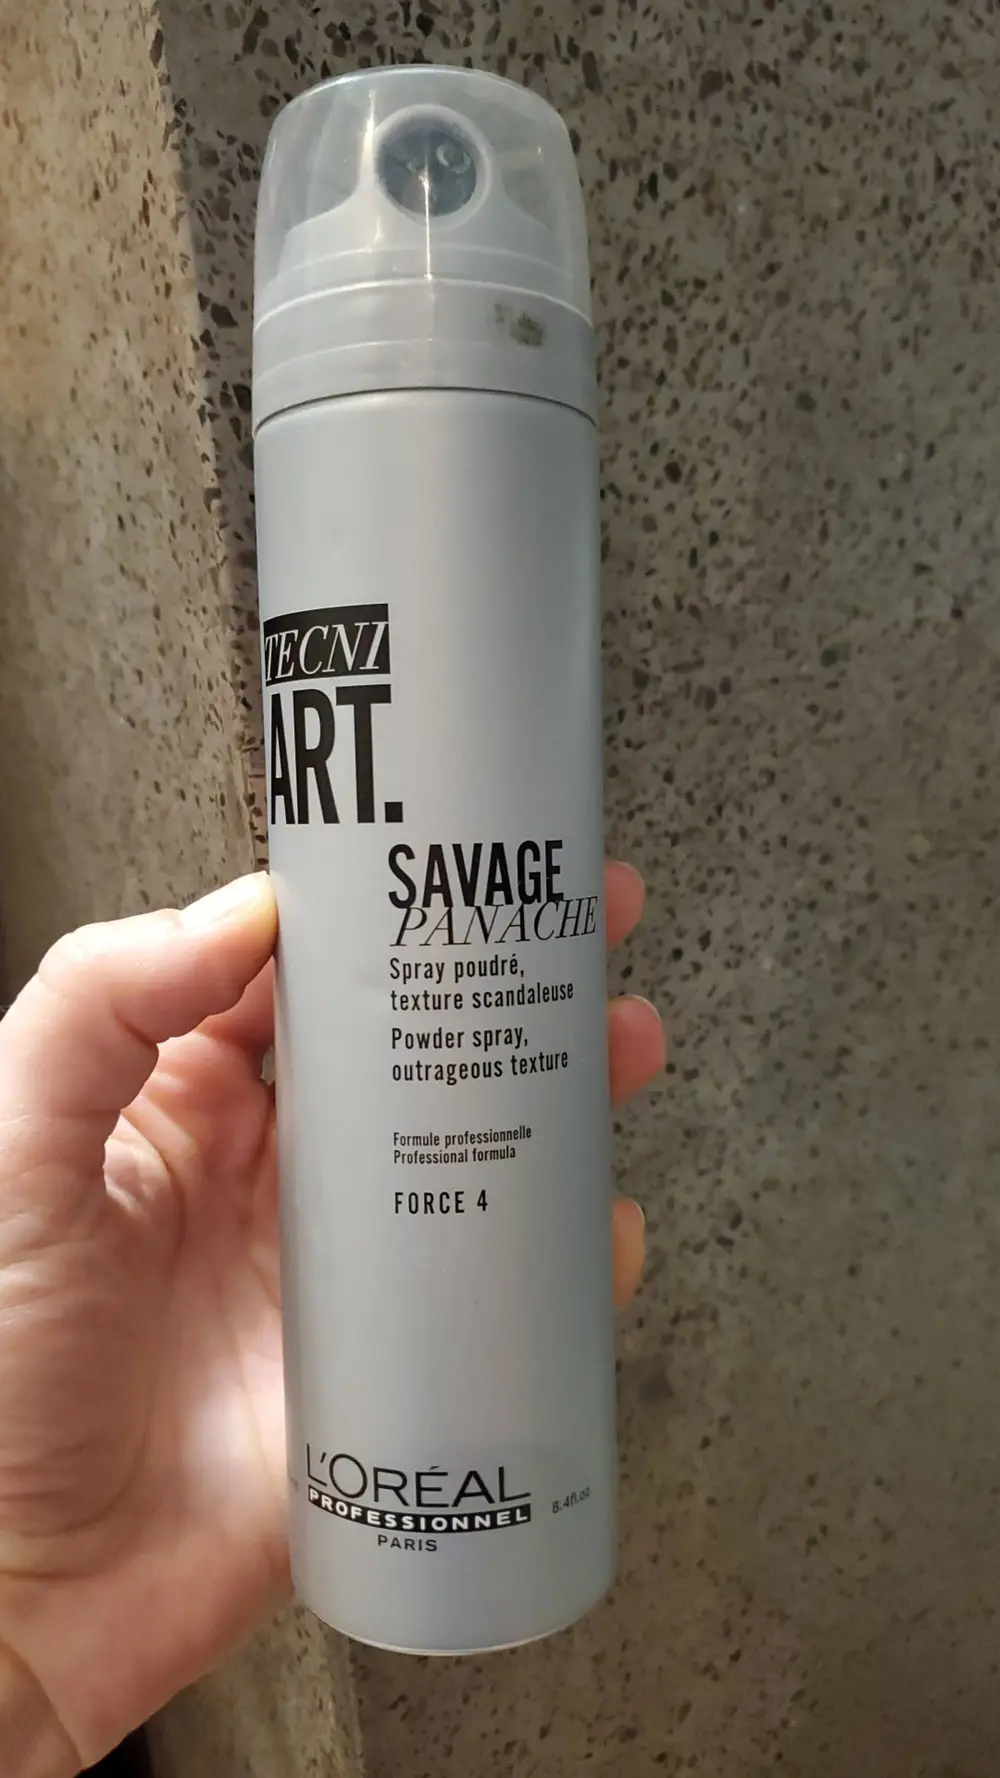 TECNI
ART.
SAVAGE
PANACHE
Spray poudré,
texture scandaleuse
Powder spray,
outrageous texture
Formule professionnelle
Professional formula
FORCE 4
L'ORÉAL
PROFESSIONNEL
PARIS
8.4fl.oz